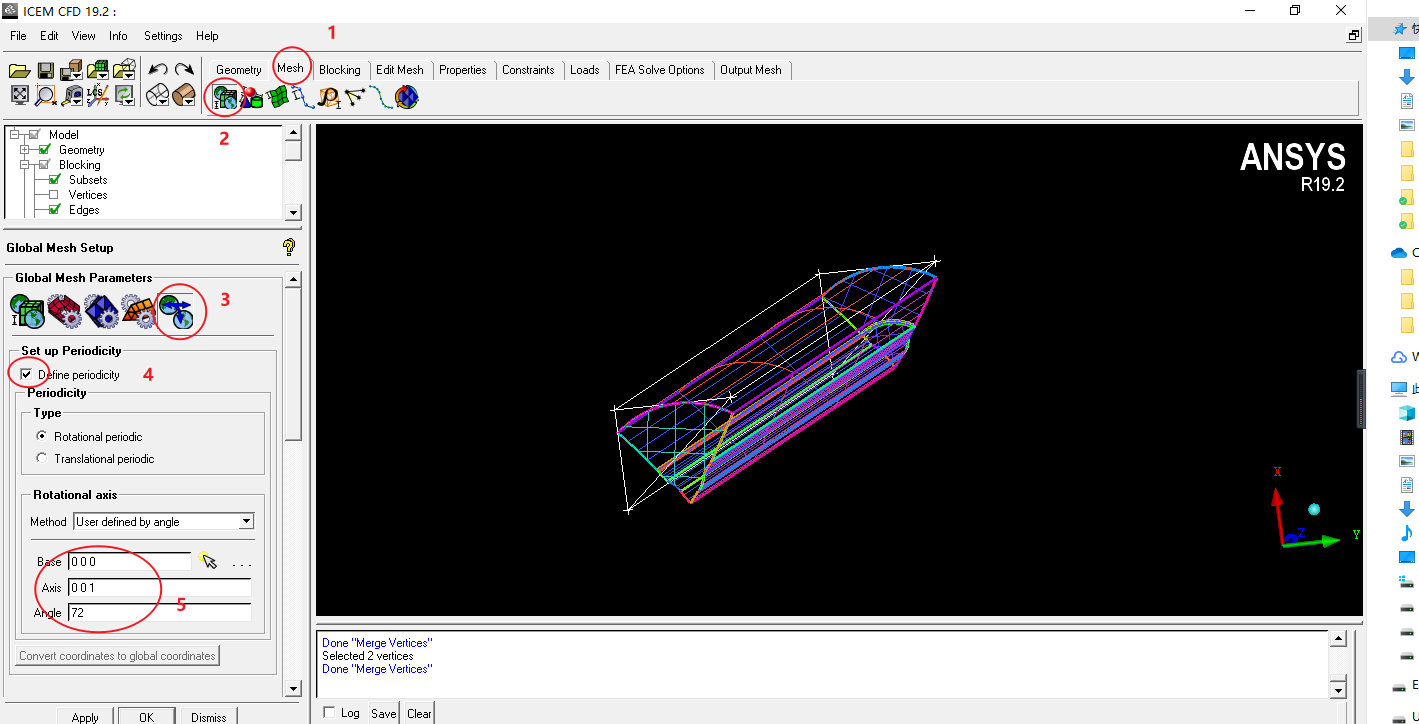 ICEM CFD 19.2 :
File Edit View Info Settings Help
1
Geometry Mesh Blocking Edit Mesh Properties Constraints Loads FEA Solve Options Output Mesh
LCS
2
Model
Geometry
Blocking
Subsets
Vertices
Edges
ANSYS
R19.2
Global Mesh Setup
Global Mesh Parameters
3
Set up Periodicity
Define periodicity
4
Periodicity
Type
Rotational periodic
Translational periodic
Rotational axis
Method User defined by angle
Base 0 0 0
...
Axis 0 0 1
Angle 72
5
Convert coordinates to global coordinates
Apply OK Dismiss
X
Y
Z
Done "Merge Vertices"
Selected 2 vertices
Done "Merge Vertices"
Log Save Clear